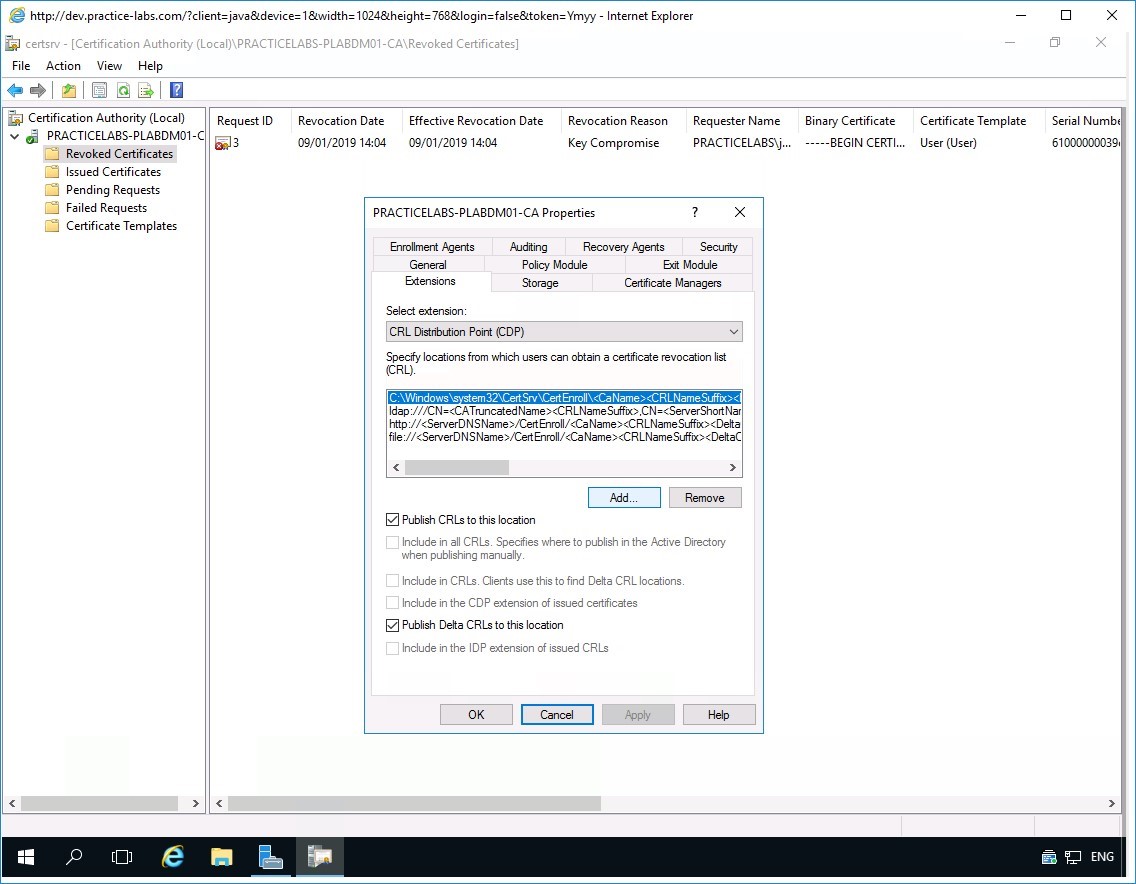 http://dev.practice-labs.com/?client=java&device=1&width=1024&height=768&login=false&token=Ymyy - Internet Explorer
certsrv - [Certification Authority (Local)\PRACTICELABS-PLABDM01-CA\Revoked Certificates]
File Action View Help
Certification Authority (Local)
PRACTICELABS-PLABDM01-C
Revoked Certificates
Issued Certificates
Pending Requests
Failed Requests
Certificate Templates
Request ID Revocation Date Effective Revocation Date Revocation Reason Requester Name Binary Certificate Certificate Template Serial Numbe
3 09/01/2019 14:04 09/01/2019 14:04 Key Compromise PRACTICELABS\j... -----BEGIN CERTI... User (User) 61000000039
PRACTICELABS-PLABDM01-CA Properties ?
Enrollment Agents Auditing Recovery Agents Security
General Policy Module Exit Module
Extensions Storage Certificate Managers
Select extension:
CRL Distribution Point (CDP)
Specify locations from which users can obtain a certificate revocation list
(CRL).
C:\Windows\system32\CertSrv\CertEnroll\<CaName><CRLNameSuffix><
ldap:///CN=<CATruncatedName><CRLNameSuffix>,CN=<ServerShortNar
http://<ServerDNSName>/CertEnroll/<CaName><CRLNameSuffix><Delta
file://<ServerDNSName>/CertEnroll/<CaName><CRLNameSuffix><DeltaC
Add... Remove
Publish CRLs to this location
Include in all CRLs. Specifies where to publish in the Active Directory
when publishing manually.
Include in CRLs. Clients use this to find Delta CRL locations.
Include in the CDP extension of issued certificates
Publish Delta CRLs to this location
Include in the IDP extension of issued CRLs
OK Cancel Apply Help
ENG